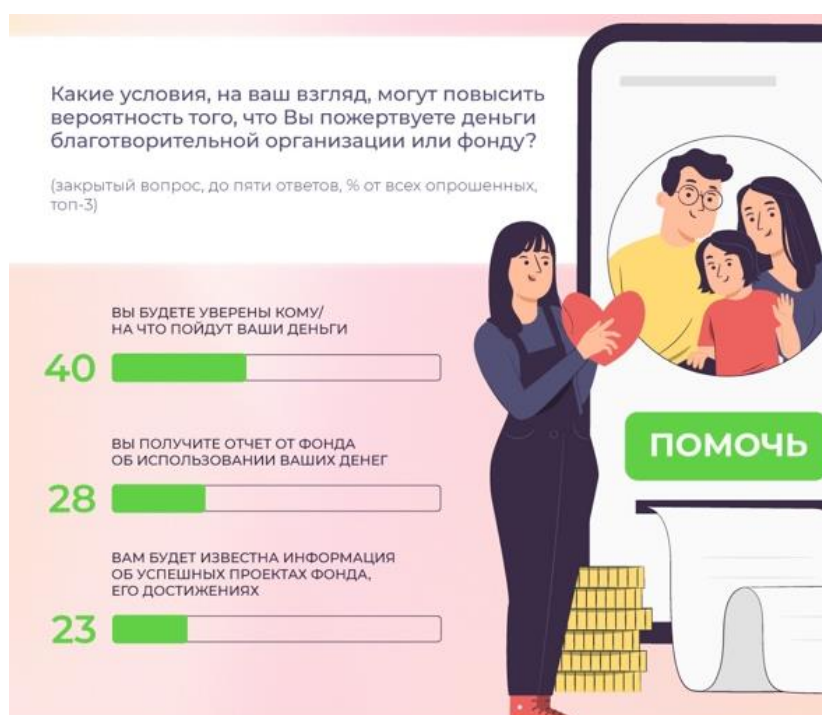 Какие условия, на ваш взгляд, могут повысить
вероятность того, что Вы пожертвуете деньги
благотворительной организации или фонду?
(закрытый вопрос, до пяти ответов, % от всех опрошенных,
топ-3)
ВЫ БУДЕТЕ УВЕРЕНЫ КОМУ/
НА ЧТО ПОЙДУТ ВАШИ ДЕНЬГИ
40
ВЫ ПОЛУЧИТЕ ОТЧЕТ ОТ ФОНДА
ОБ ИСПОЛЬЗОВАНИИ ВАШИХ ДЕНЕГ
28
ВАМ БУДЕТ ИЗВЕСТНА ИНФОРМАЦИЯ
ОБ УСПЕШНЫХ ПРОЕКТАХ ФОНДА,
ЕГО ДОСТИЖЕНИЯХ
23
ПОМОЧЬ